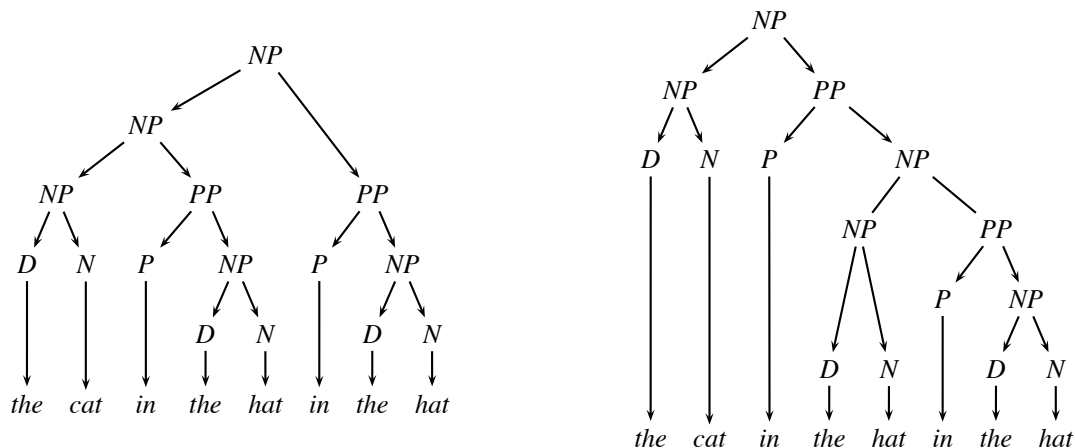 NP
NP
NP PP PP
D N P NP P NP
D N D N
the cat in the hat in the hat
NP
NP PP
D N P NP
NP PP
P NP
D N D N
the cat in the hat in the hat